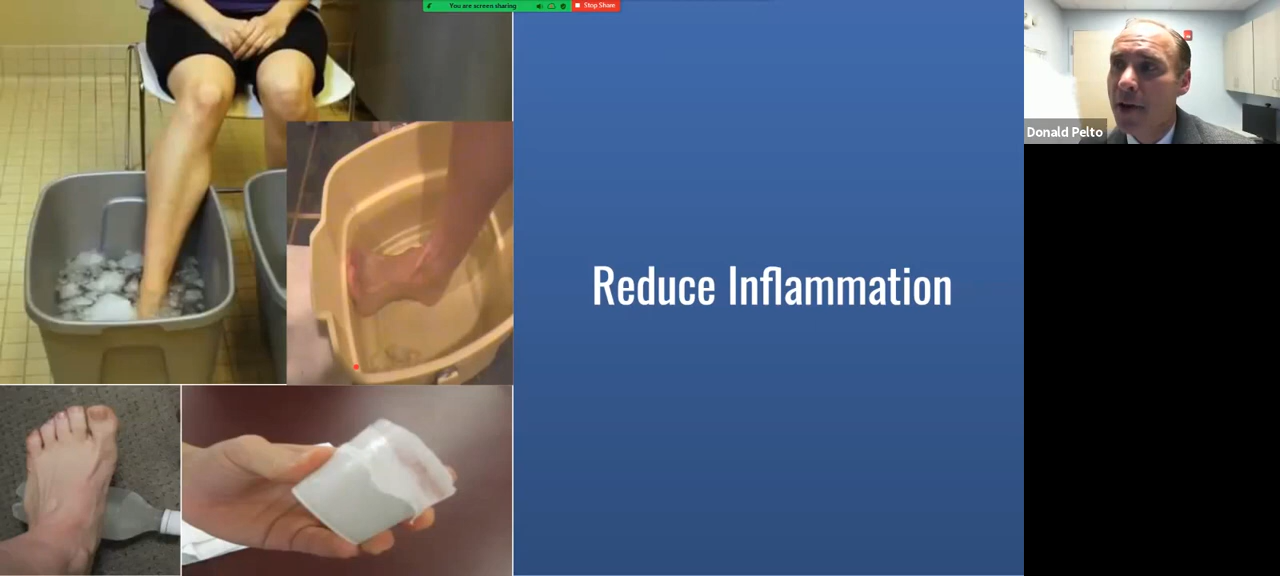 You are screen sharing
Stop Share
Donald Pelto
Reduce Inflammation